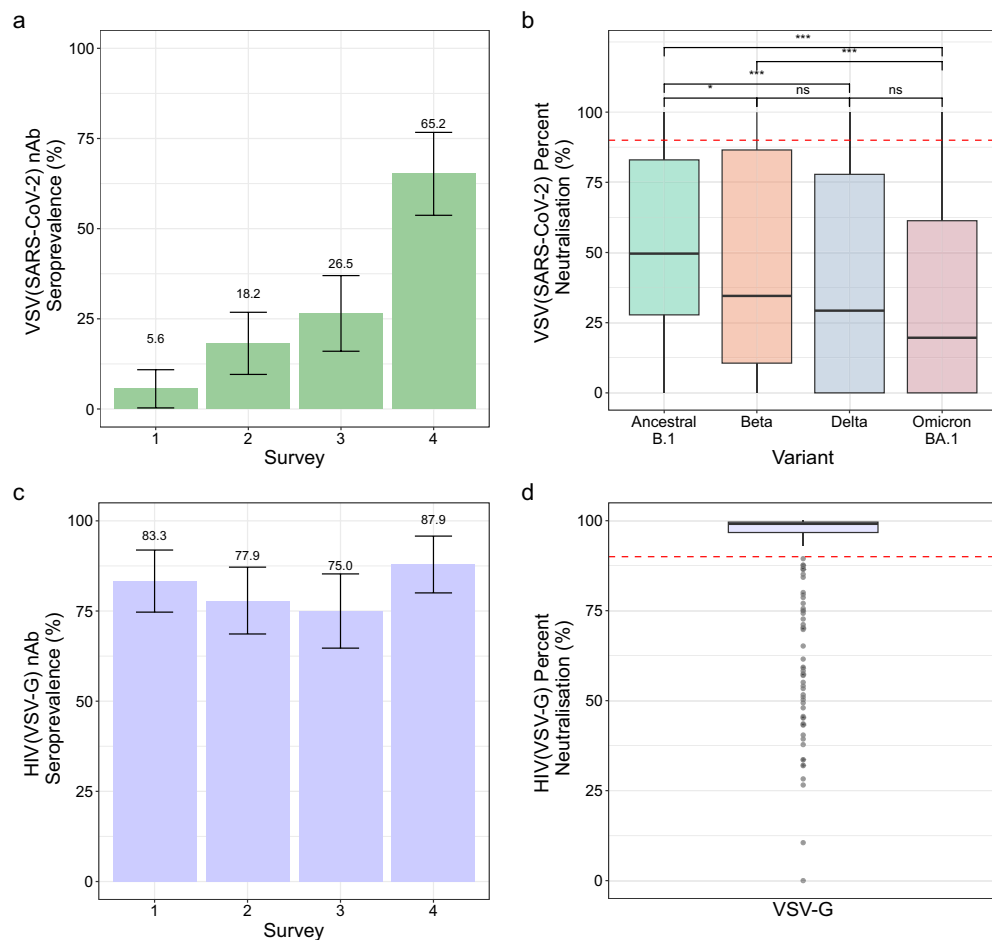 a
VSV(SARS-CoV-2) nAb
Seroprevalence (%)
100
75
50
25
0
5.6
18.2
26.5
65.2
1
2
3
4
Survey
b
VSV(SARS-CoV-2) Percent
Neutralisation (%)
100
75
50
25
0
***
***
***
*
ns
ns
Ancestral
B.1
Beta
Delta
Omicron
BA.1
Variant
c
HIV(VSV-G) nAb
Seroprevalence (%)
100
75
50
25
0
83.3
77.9
75.0
87.9
1
2
3
4
Survey
d
HIV(VSV-G) Percent
Neutralisation (%)
100
75
50
25
0
VSV-G